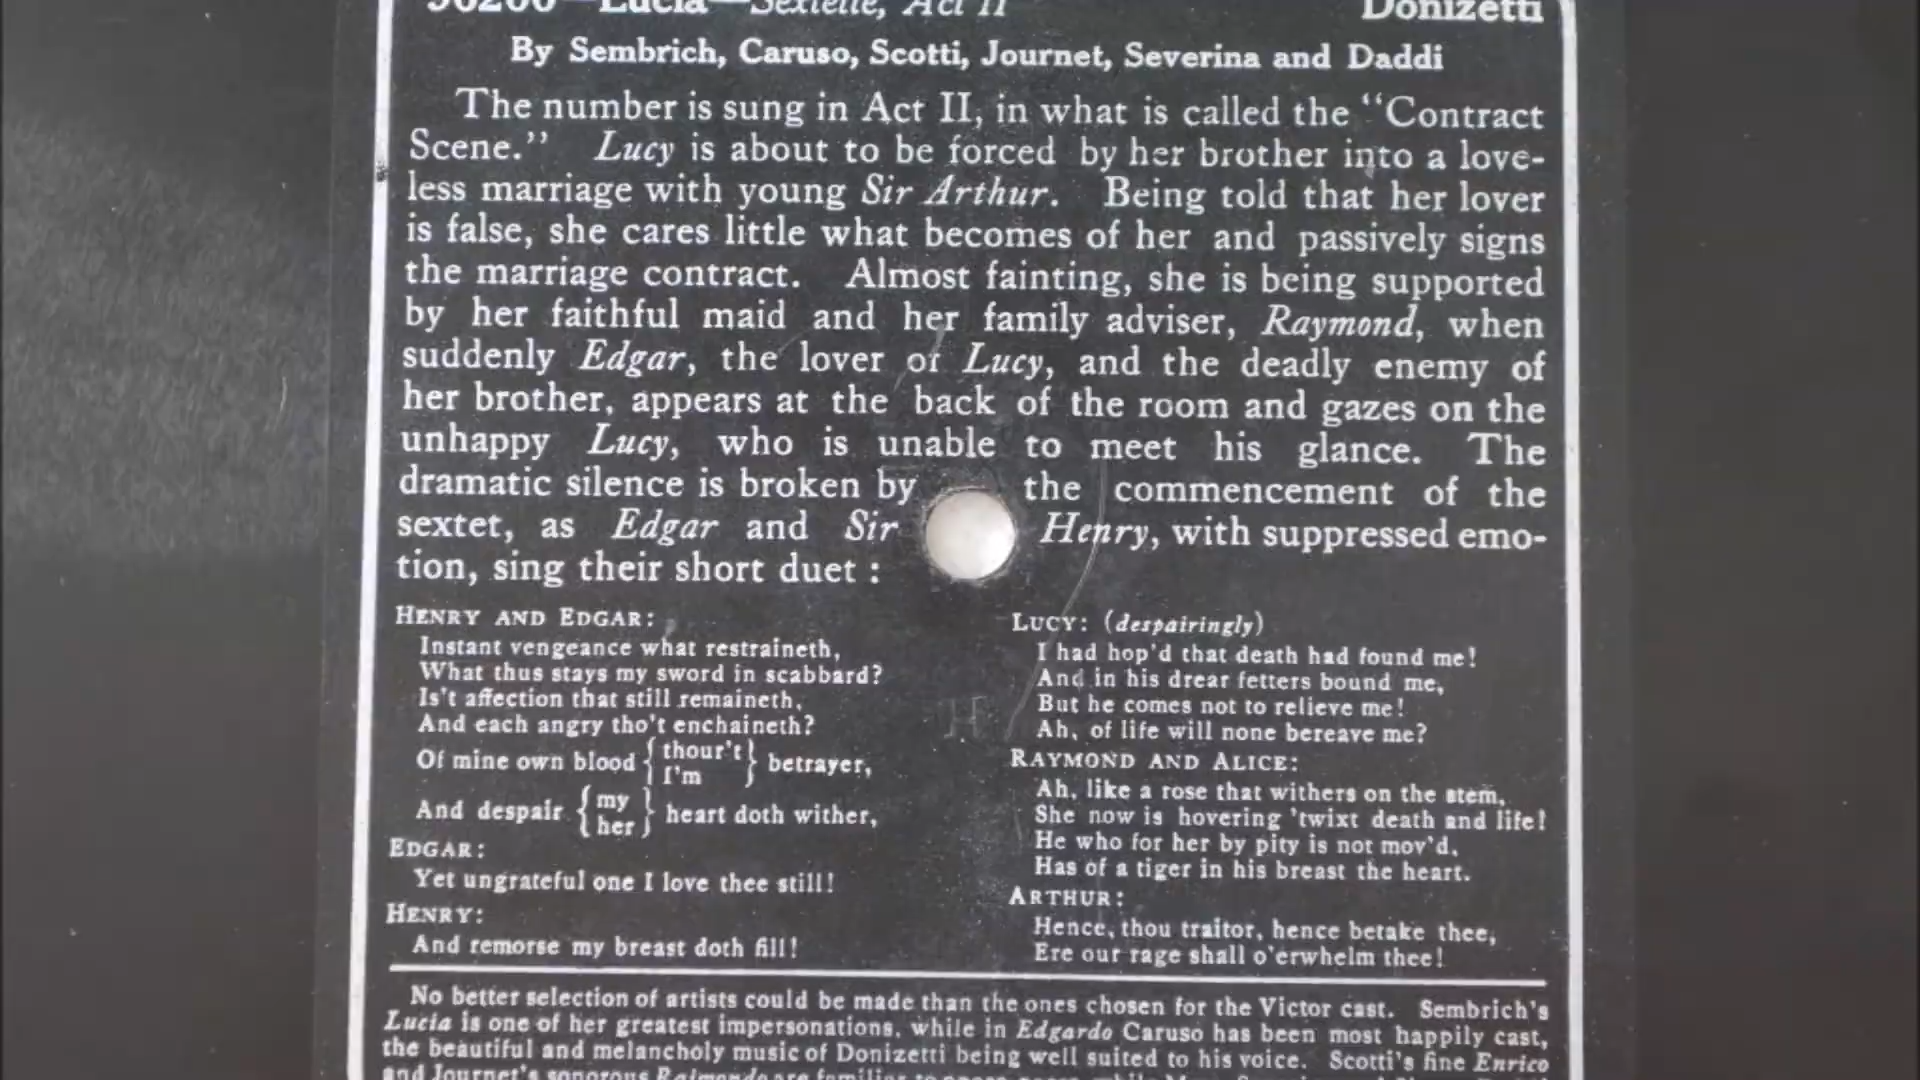 96200—Lucia—Sextette, Act II Donizetti
By Sembrich, Caruso, Scotti, Journet, Severina and Daddi
The number is sung in Act II, in what is called the “Contract
Scene.” Lucy is about to be forced by her brother into a love-
less marriage with young Sir Arthur. Being told that her lover
is false, she cares little what becomes of her and passively signs
the marriage contract. Almost fainting, she is being supported
by her faithful maid and her family adviser, Raymond, when
suddenly Edgar, the lover of Lucy, and the deadly enemy of
her brother, appears at the back of the room and gazes on the
unhappy Lucy, who is unable to meet his glance. The
dramatic silence is broken by the commencement of the
sextet, as Edgar and Sir Henry, with suppressed emo-
tion, sing their short duet :
HENRY AND EDGAR:
Instant vengeance what restraineth,
What thus stays my sword in scabbard?
Is't affection that still remaineth,
And each angry tho't enchaineth?
Of mine own blood { thour't I'm } betrayer,
And despair { my her } heart doth wither,
EDGAR:
Yet ungrateful one I love thee still!
HENRY:
And remorse my breast doth fill!
LUCY: (despairingly)
I had hop'd that death had found me!
And in his drear fetters bound me,
But he comes not to relieve me!
Ah, of life will none bereave me?
RAYMOND AND ALICE:
Ah, like a rose that withers on the stem,
She now is hovering 'twixt death and life!
He who for her by pity is not mov'd,
Has of a tiger in his breast the heart.
ARTHUR:
Hence, thou traitor, hence betake thee,
Ere our rage shall o'erwhelm thee!
No better selection of artists could be made than the ones chosen for the Victor cast. Sembrich's
Lucia is one of her greatest impersonations, while in Edgardo Caruso has been most happily cast,
the beautiful and melancholy music of Donizetti being well suited to his voice. Scotti's fine Enrico
and Journet's sonorous Raimondo are familiar to